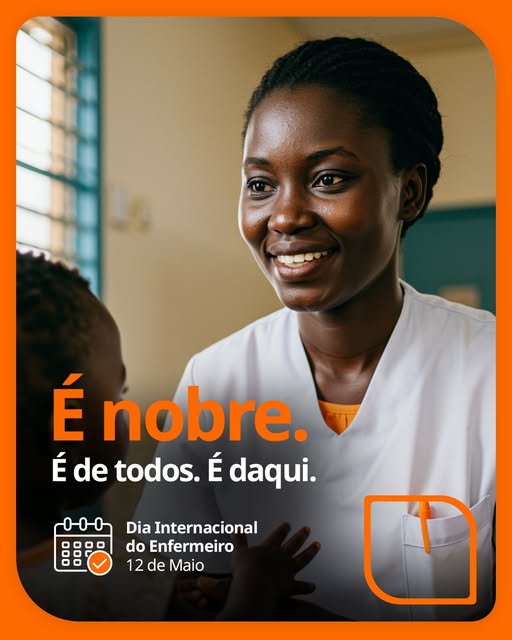 É nobre.
É de todos. É daqui.
Dia Internacional
do Enfermeiro
12 de Maio